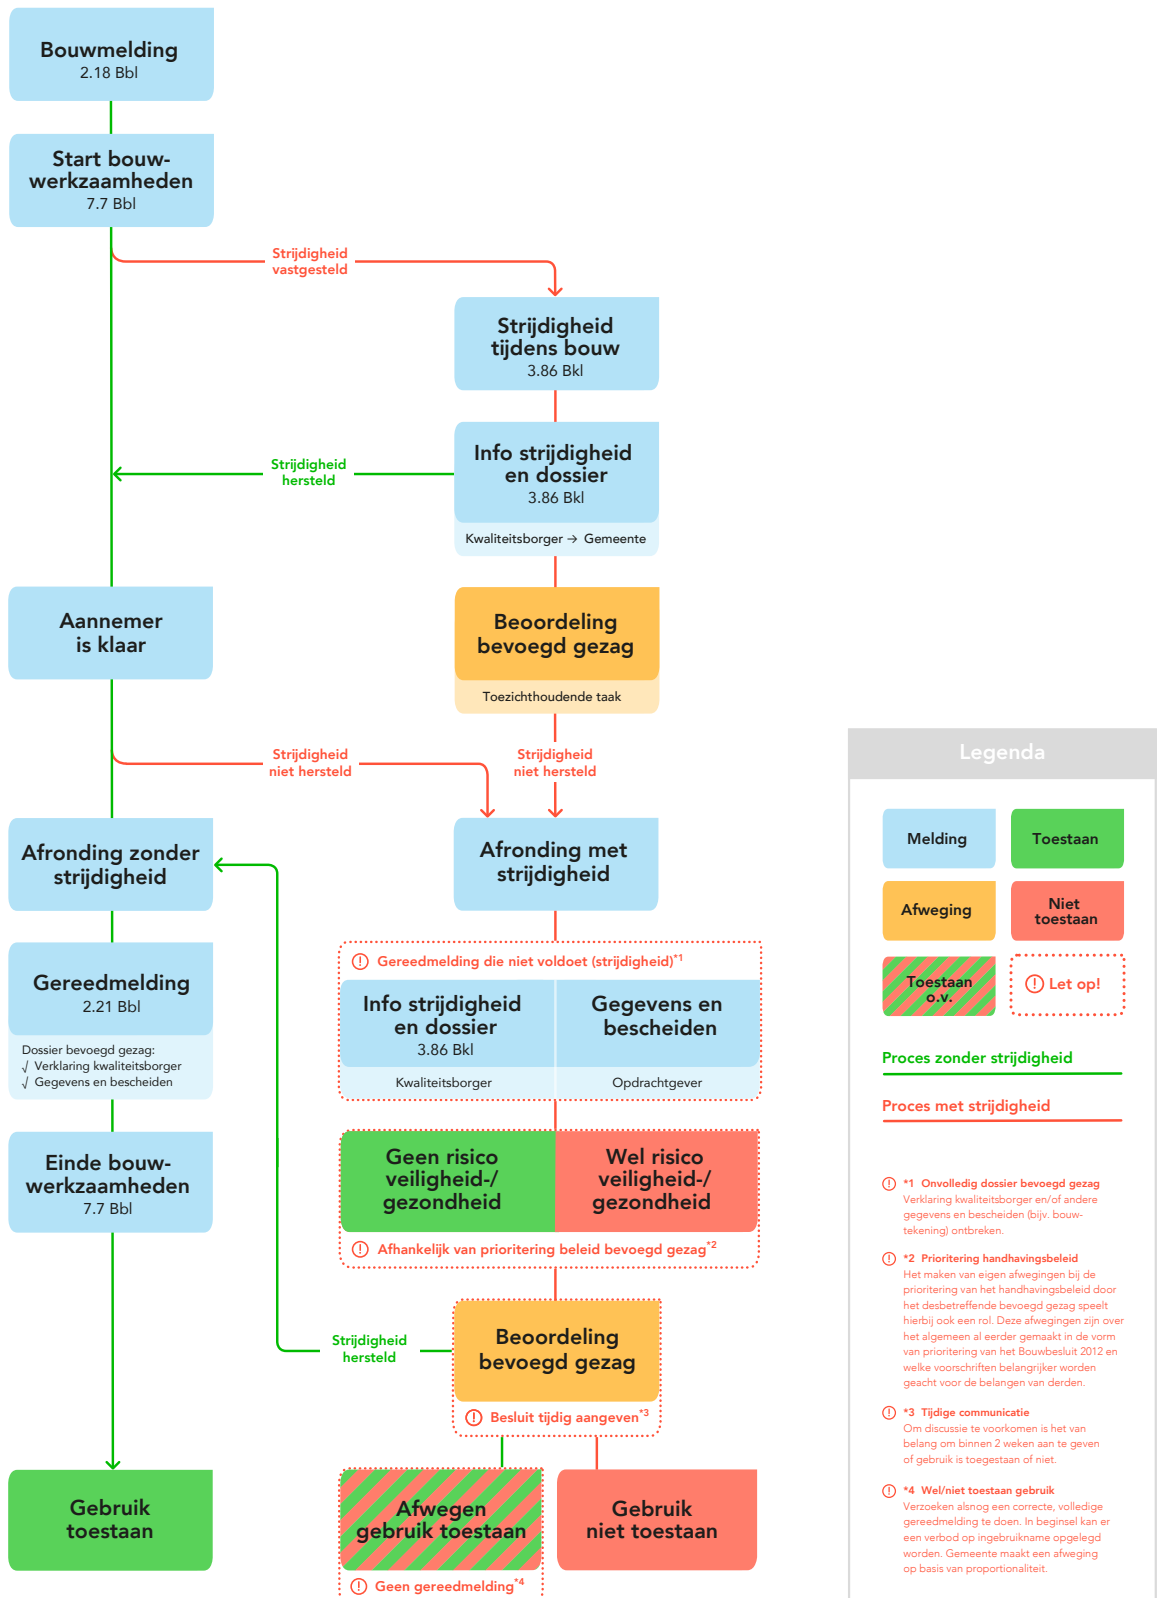 Bouwmelding
2.18 Bbl
Start bouw-
werkzaamheden
7.7 Bbl
Strijdigheid
vastgesteld
Strijdigheid
tijdens bouw
3.86 Bkl
Info strijdigheid
en dossier
3.86 Bkl
Kwaliteitsborger → Gemeente
Strijdigheid
hersteld
Aannemer
is klaar
Beoordeling
bevoegd gezag
Toezichthoudende taak
Strijdigheid
niet hersteld
Strijdigheid
niet hersteld
Afronding zonder
strijdigheid
Afronding met
strijdigheid
Gereedmelding
2.21 Bbl
Dossier bevoegd gezag:
√ Verklaring kwaliteitsborger
√ Gegevens en bescheiden
Gereedmelding die niet voldoet (strijdigheid)*1
Info strijdigheid
en dossier
3.86 Bkl
Kwaliteitsborger
Gegevens en
bescheiden
Opdrachtgever
Einde bouw-
werkzaamheden
7.7 Bbl
Geen risico
veiligheid-/
gezondheid
Wel risico
veiligheid-/
gezondheid
Afhankelijk van prioritering beleid bevoegd gezag*2
Strijdigheid
hersteld
Beoordeling
bevoegd gezag
Besluit tijdig aangeven*3
Gebruik
toestaan
Afwegen
gebruik toestaan
Geen gereedmelding*4
Gebruik
niet toestaan
Legenda
Melding
Toestaan
Afweging
Niet
toestaan
Toestaan
o.v.
Let op!
Proces zonder strijdigheid
Proces met strijdigheid
*1 Onvolledig dossier bevoegd gezag
Verklaring kwaliteitsborger en/of andere
gegevens en bescheiden (bijv. bouw-
tekening) ontbreken.
*2 Prioritering handhavingsbeleid
Het maken van eigen afwegingen bij de
prioritering van het handhavingsbeleid door
het desbetreffende bevoegd gezag speelt
hierbij ook een rol. Deze afwegingen zijn over
het algemeen al eerder gemaakt in de vorm
van prioritering van het Bouwbesluit 2012 en
welke voorschriften belangrijker worden
geacht voor de belangen van derden.
*3 Tijdige communicatie
Om discussie te voorkomen is het van
belang om binnen 2 weken aan te geven
of gebruik is toegestaan of niet.
*4 Wel/niet toestaan gebruik
Verzoeken alsnog een correcte, volledige
gereedmelding te doen. In beginsel kan er
een verbod op ingebruikname opgelegd
worden. Gemeente maakt een afweging
op basis van proportionaliteit.